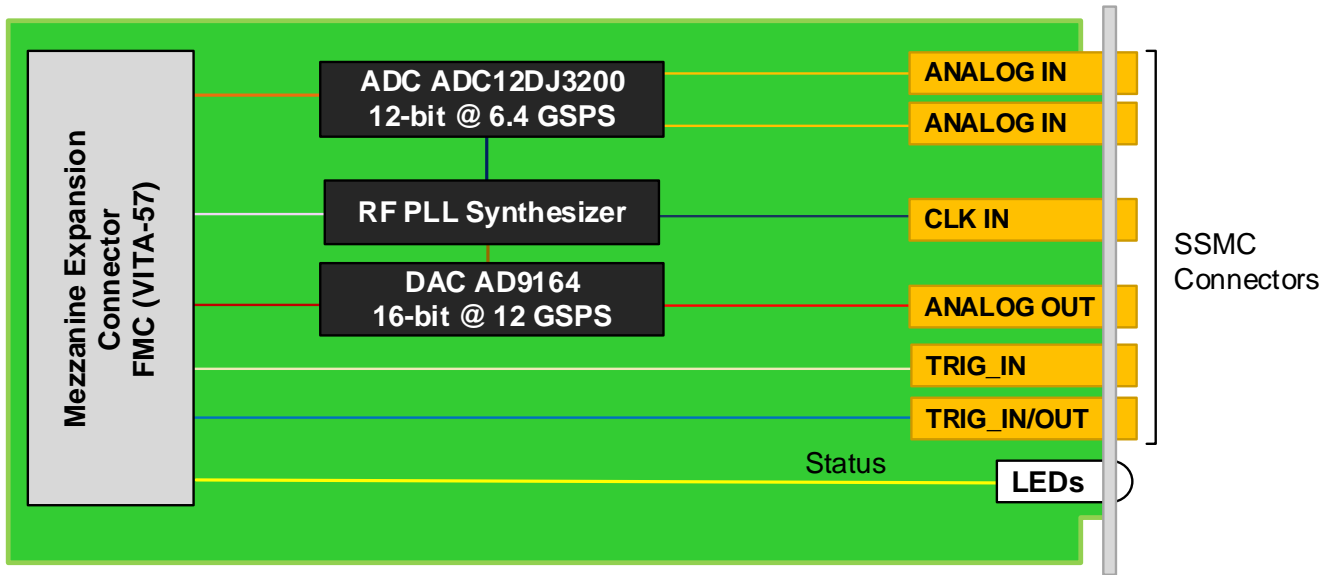 Mezzanine Expansion
Connector
FMC (VITA-57)
ADC ADC12DJ3200
12-bit @ 6.4 GSPS
RF PLL Synthesizer
DAC AD9164
16-bit @ 12 GSPS
ANALOG IN
ANALOG IN
CLK IN
ANALOG OUT
TRIG_IN
TRIG_IN/OUT
Status
LEDs
SSMC
Connectors